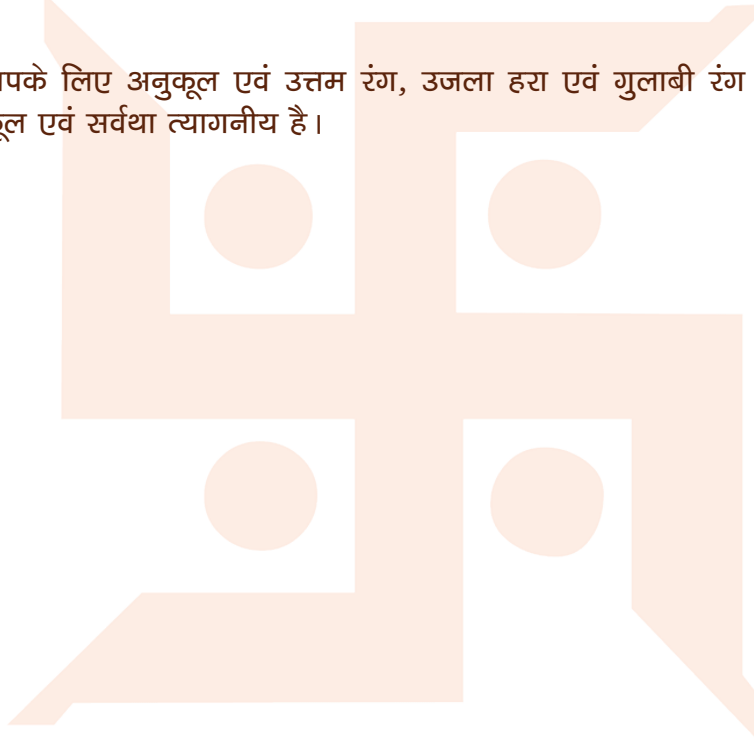 पके लिए अनुकूल एवं उत्तम रंग, उजला हरा एवं गुलाबी रंग
ल एवं सर्वथा त्यागनीय है।